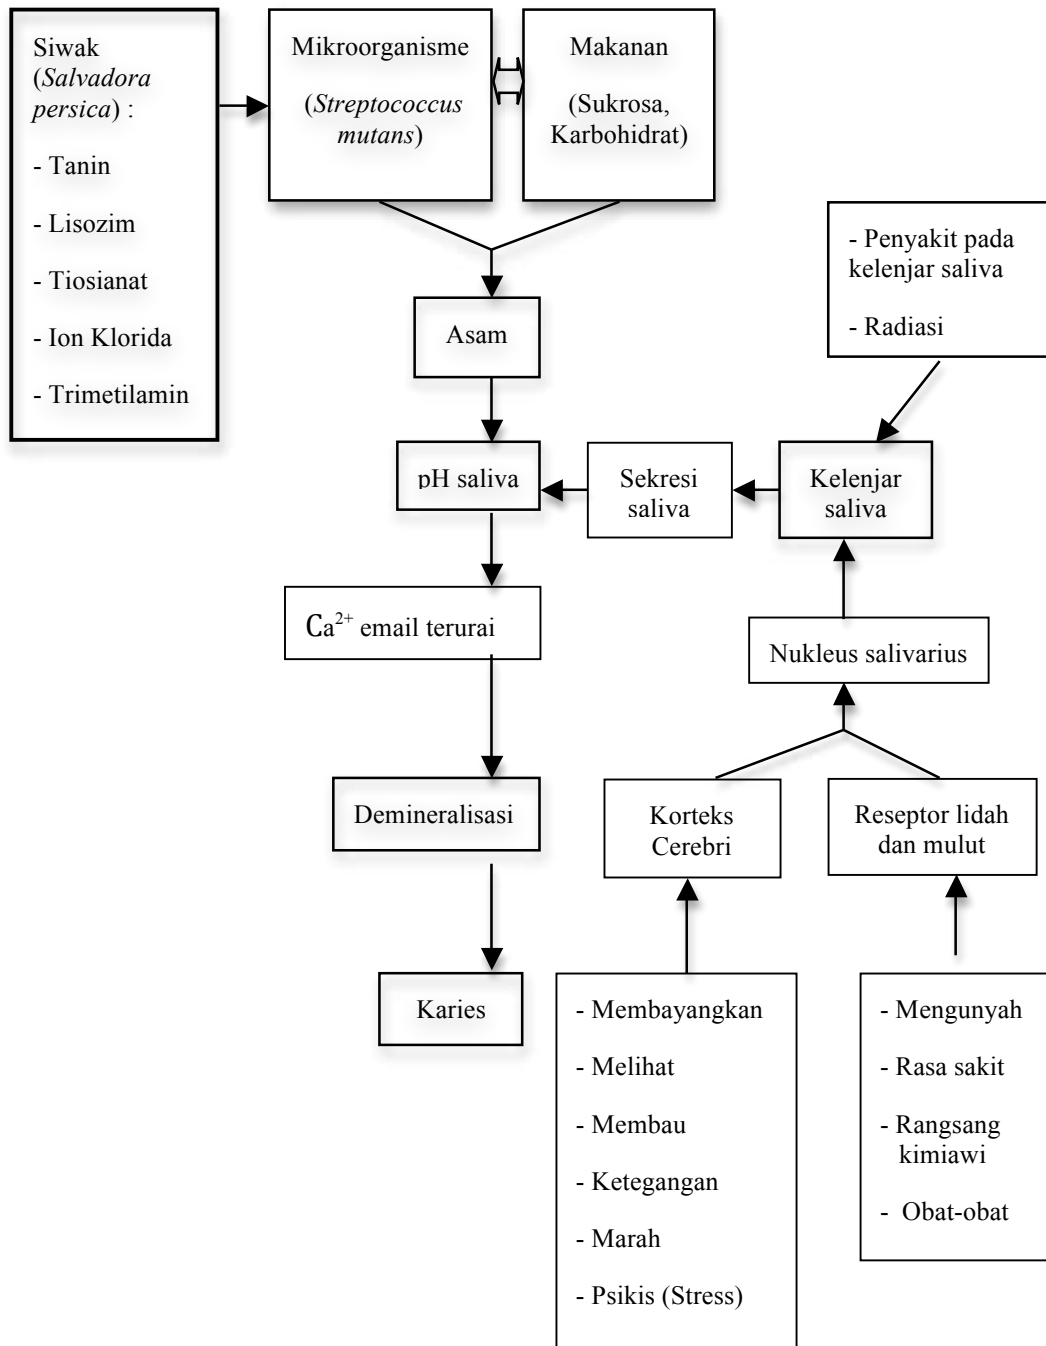 Siwak
(Salvadora
persica) :
- Tanin
- Lisozim
- Tiosianat
- Ion Klorida
- Trimetilamin
Mikroorganisme
(Streptococcus
mutans)
Makanan
(Sukrosa,
Karbohidrat)
- Penyakit pada
kelenjar saliva
- Radiasi
Asam
pH saliva
Sekresi
saliva
Kelenjar
saliva
Ca²⁺ email terurai
Nukleus salivarius
Demineralisasi
Korteks
Cerebri
Reseptor lidah
dan mulut
Karies
- Membayangkan
- Melihat
- Membau
- Ketegangan
- Marah
- Psikis (Stress)
- Mengunyah
- Rasa sakit
- Rangsang
kimiawi
- Obat-obat